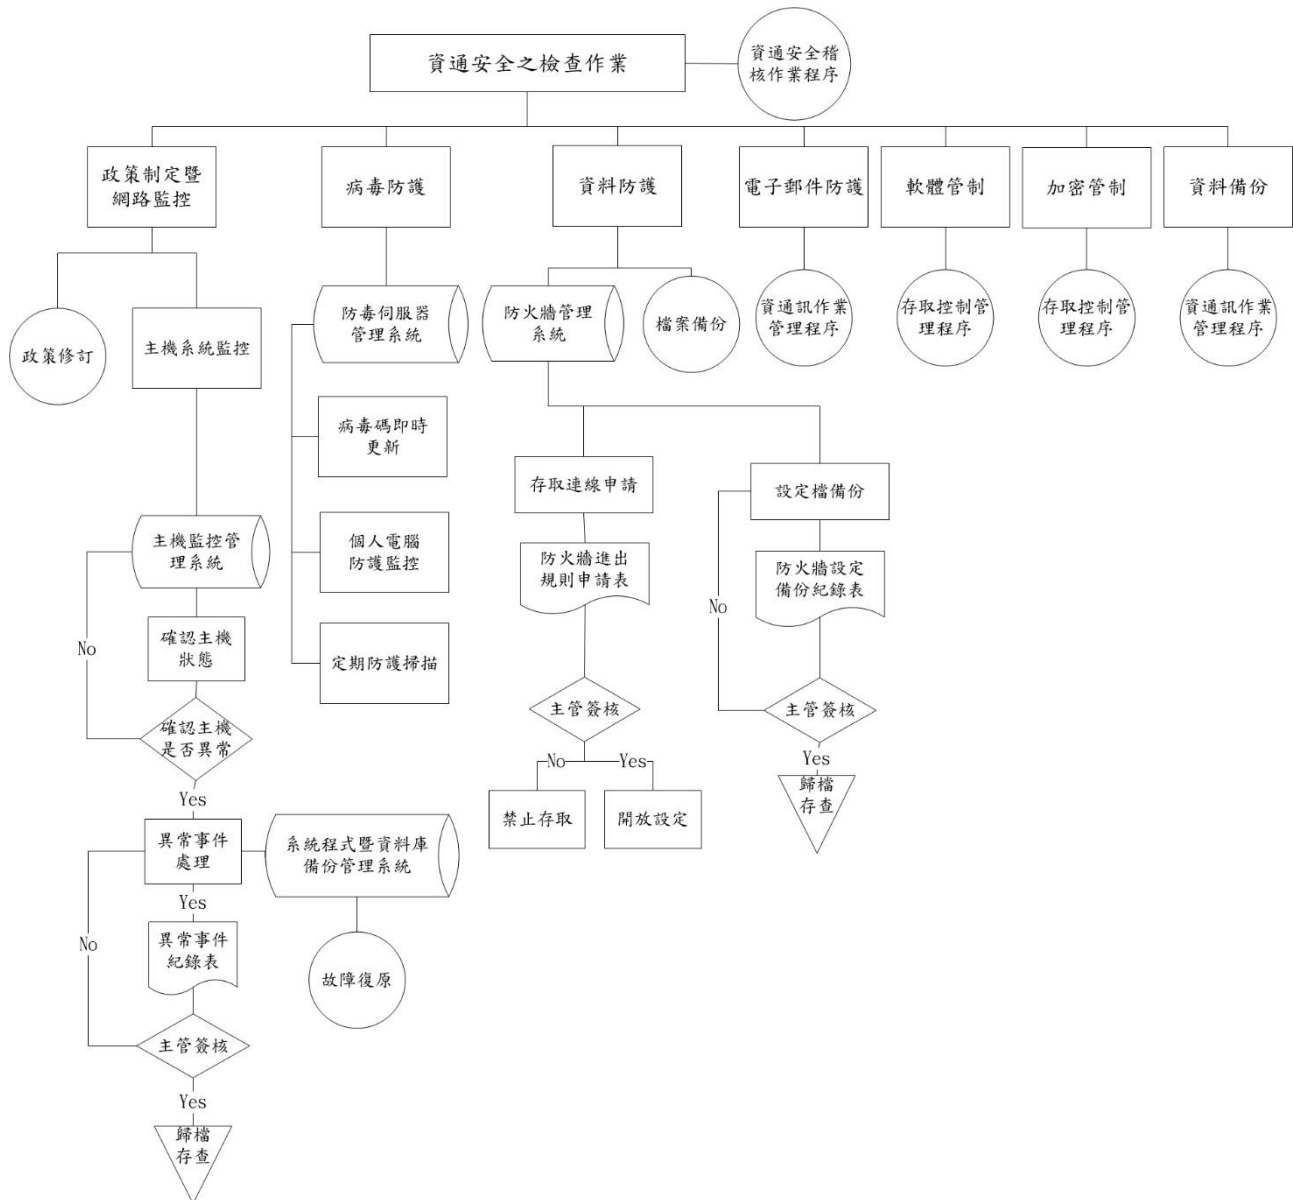 資通安全之檢查作業
資通安全稽
核作業程序
政策制定暨
網路監控
病毒防護
資料防護
電子郵件防護
軟體管制
加密管制
資料備份
政策修訂
主機系統監控
防毒伺服器
管理系統
防火牆管理
系統
檔案備份
資通訊作業
管理程序
存取控制管
理程序
存取控制管
理程序
資通訊作業
管理程序
病毒碼即時
更新
存取連線申請
設定檔備份
主機監控管
理系統
個人電腦
防護監控
防火牆進出
規則申請表
防火牆設定
備份紀錄表
No
No
確認主機
狀態
定期防護掃描
主管簽核
主管簽核
確認主機
是否異常
No
Yes
Yes
Yes
禁止存取
開放設定
歸檔
存查
異常事件
處理
系統程式暨資料庫
備份管理系統
Yes
No
異常事件
紀錄表
故障復原
主管簽核
Yes
歸檔
存查